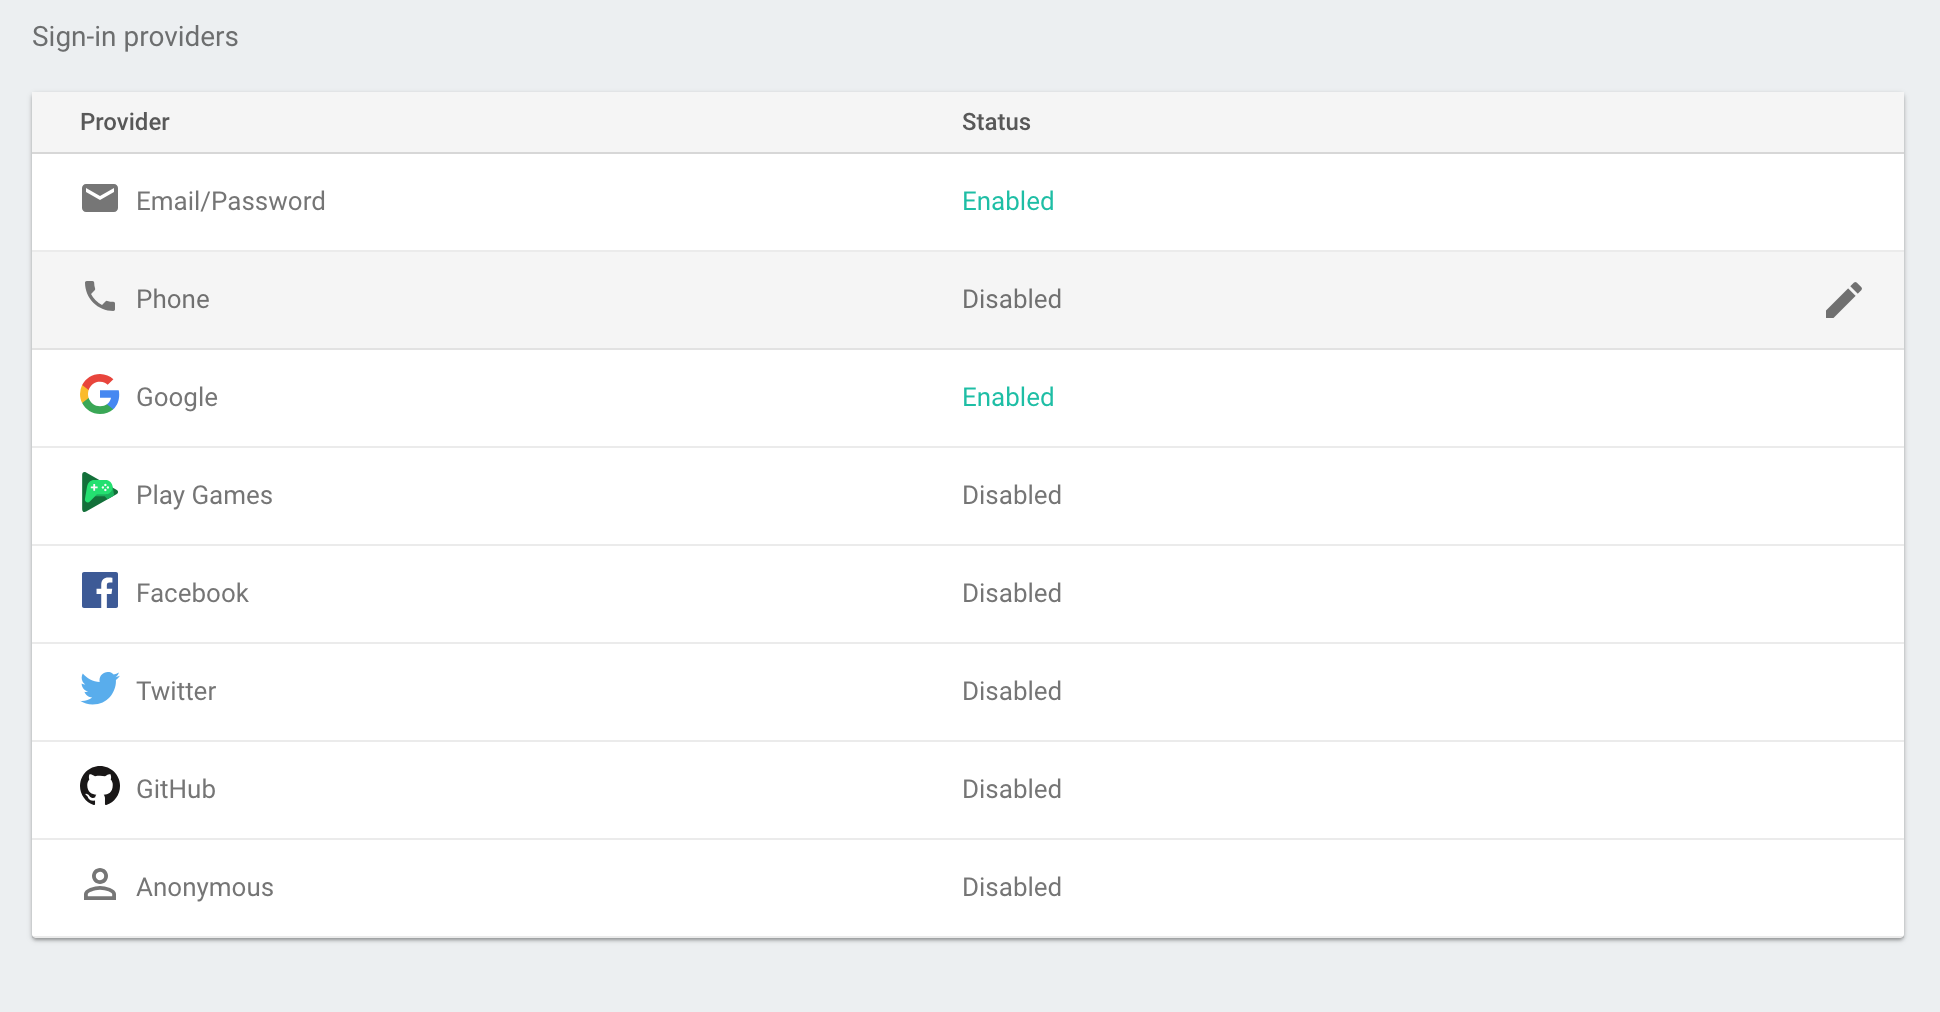 Sign-in providers
Provider Status
Email/Password Enabled
Phone Disabled
Google Enabled
Play Games Disabled
Facebook Disabled
Twitter Disabled
GitHub Disabled
Anonymous Disabled